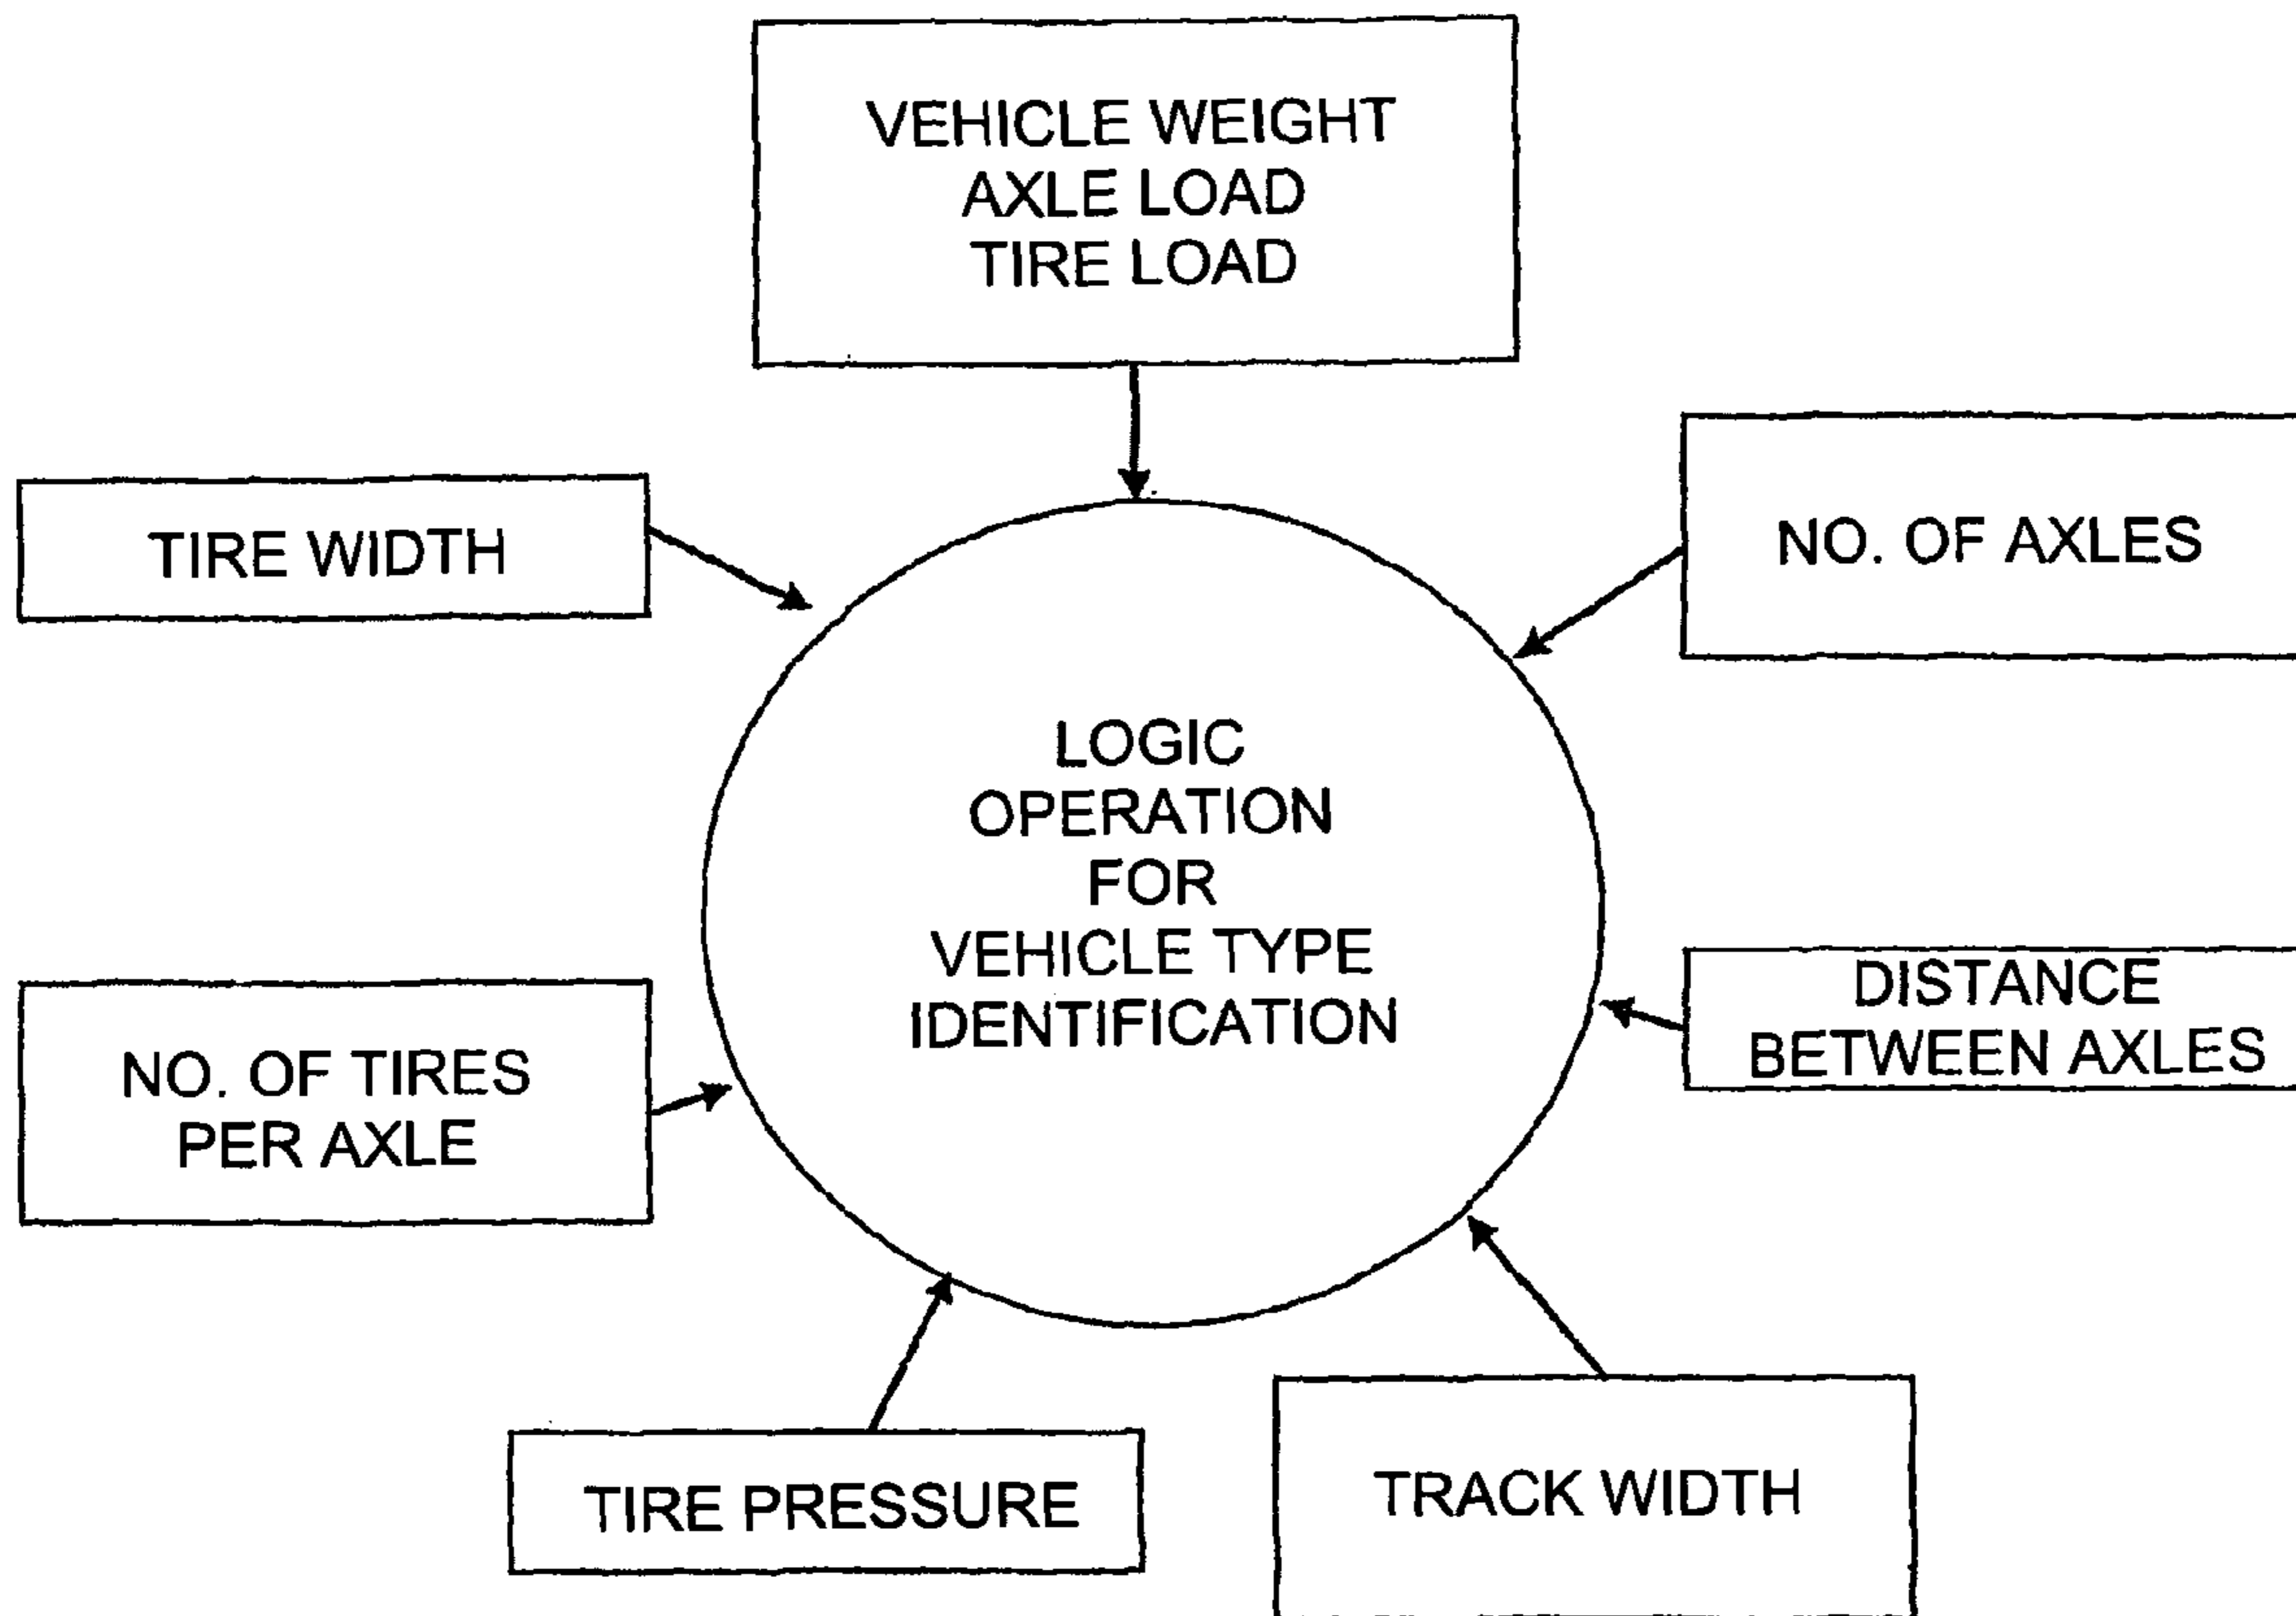 VEHICLE WEIGHT
AXLE LOAD
TIRE LOAD
TIRE WIDTH
NO. OF AXLES
LOGIC
OPERATION
FOR
VEHICLE TYPE
IDENTIFICATION
DISTANCE
BETWEEN AXLES
NO. OF TIRES
PER AXLE
TIRE PRESSURE
TRACK WIDTH